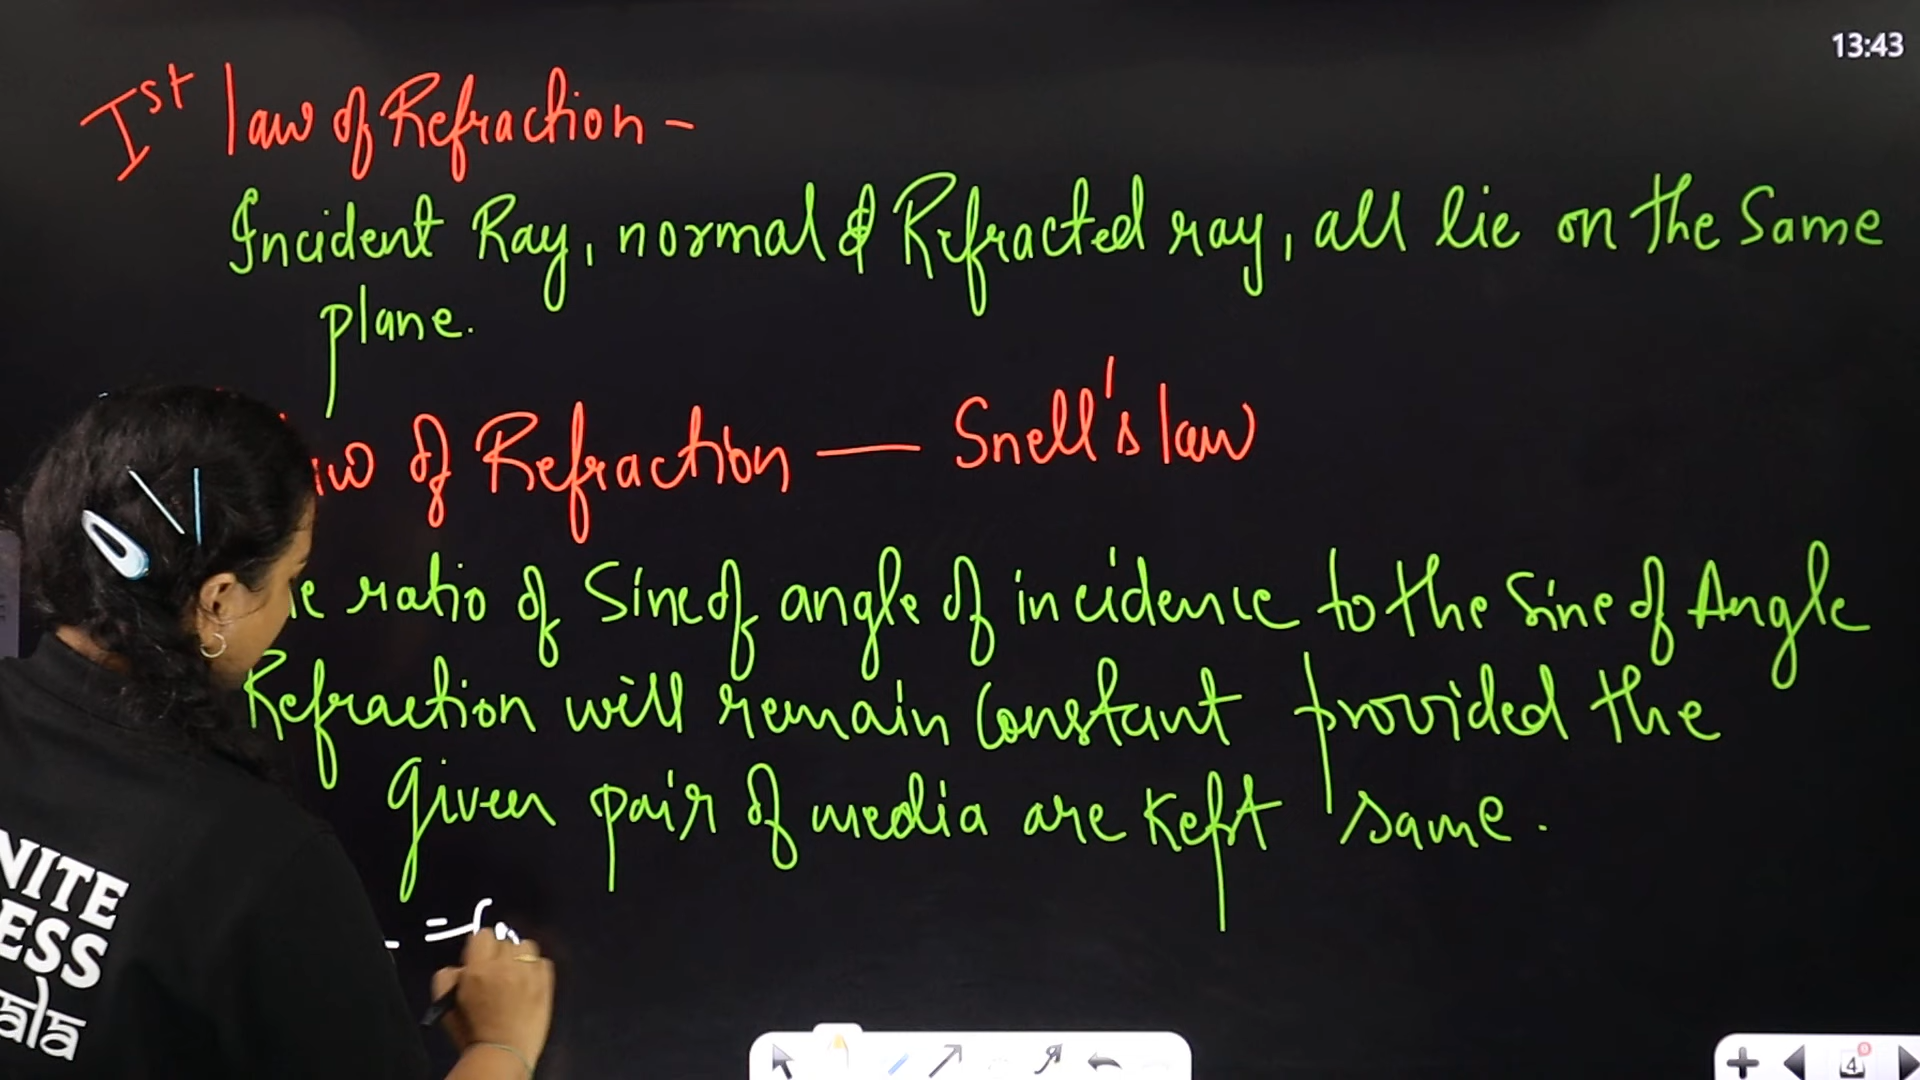 13:43
Ist law of Refraction -
Incident Ray, normal & Refracted ray, all lie on the same
plane.
of Refraction — Snell's law
ratio of Sine of angle of incidence to the Sine of Angle
Refraction will remain Constant provided the
given pair of media are kept same.
=
NITE
ESS
ala
4